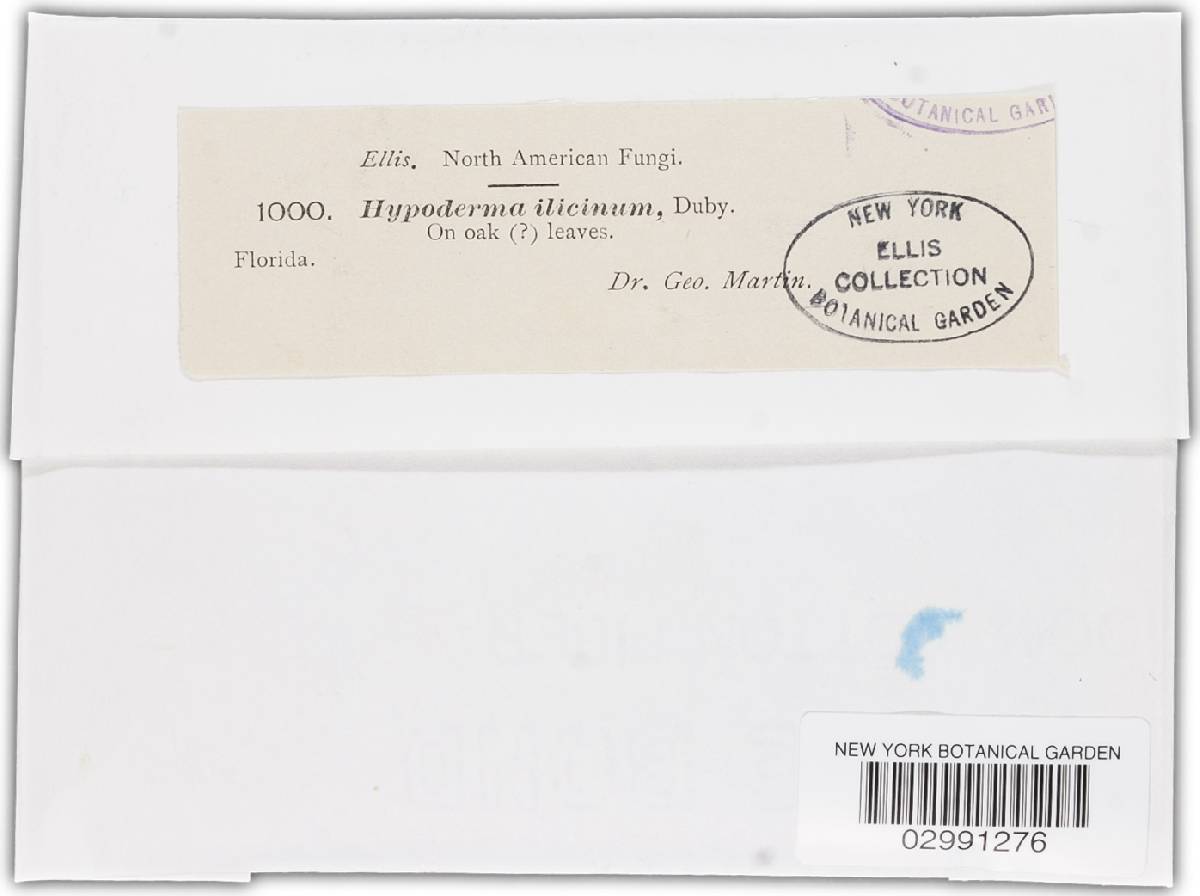 BOTANICAL GAR
Ellis. North American Fungi.
1000. Hypoderma ilicinum, Duby.
On oak (?) leaves.
Florida.
Dr. Geo. Martin.
NEW YORK
ELLIS
COLLECTION
BOTANICAL GARDEN
NEW YORK BOTANICAL GARDEN
02991276